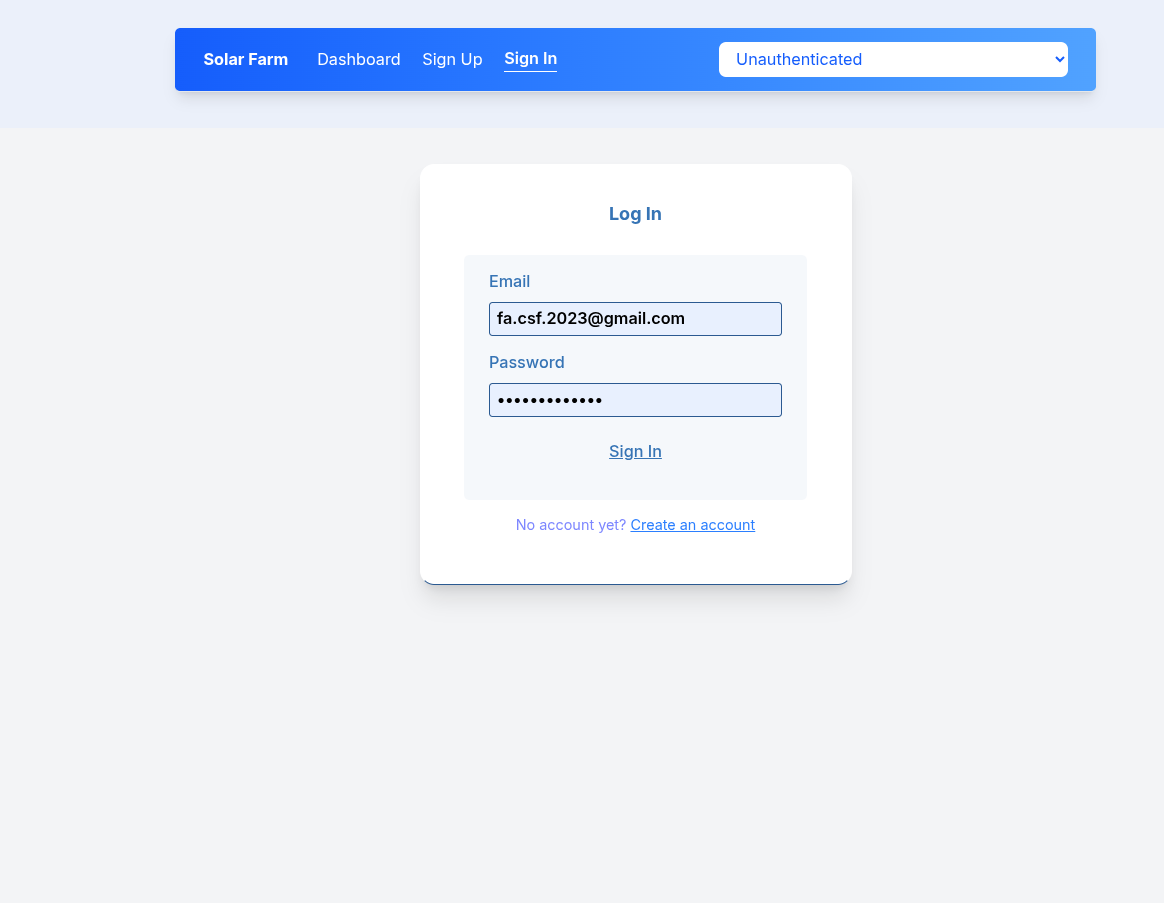 Solar Farm Dashboard Sign Up Sign In Unauthenticated
Log In
Email
fa.csf.2023@gmail.com
Password
•••••••••••••
Sign In
No account yet? Create an account